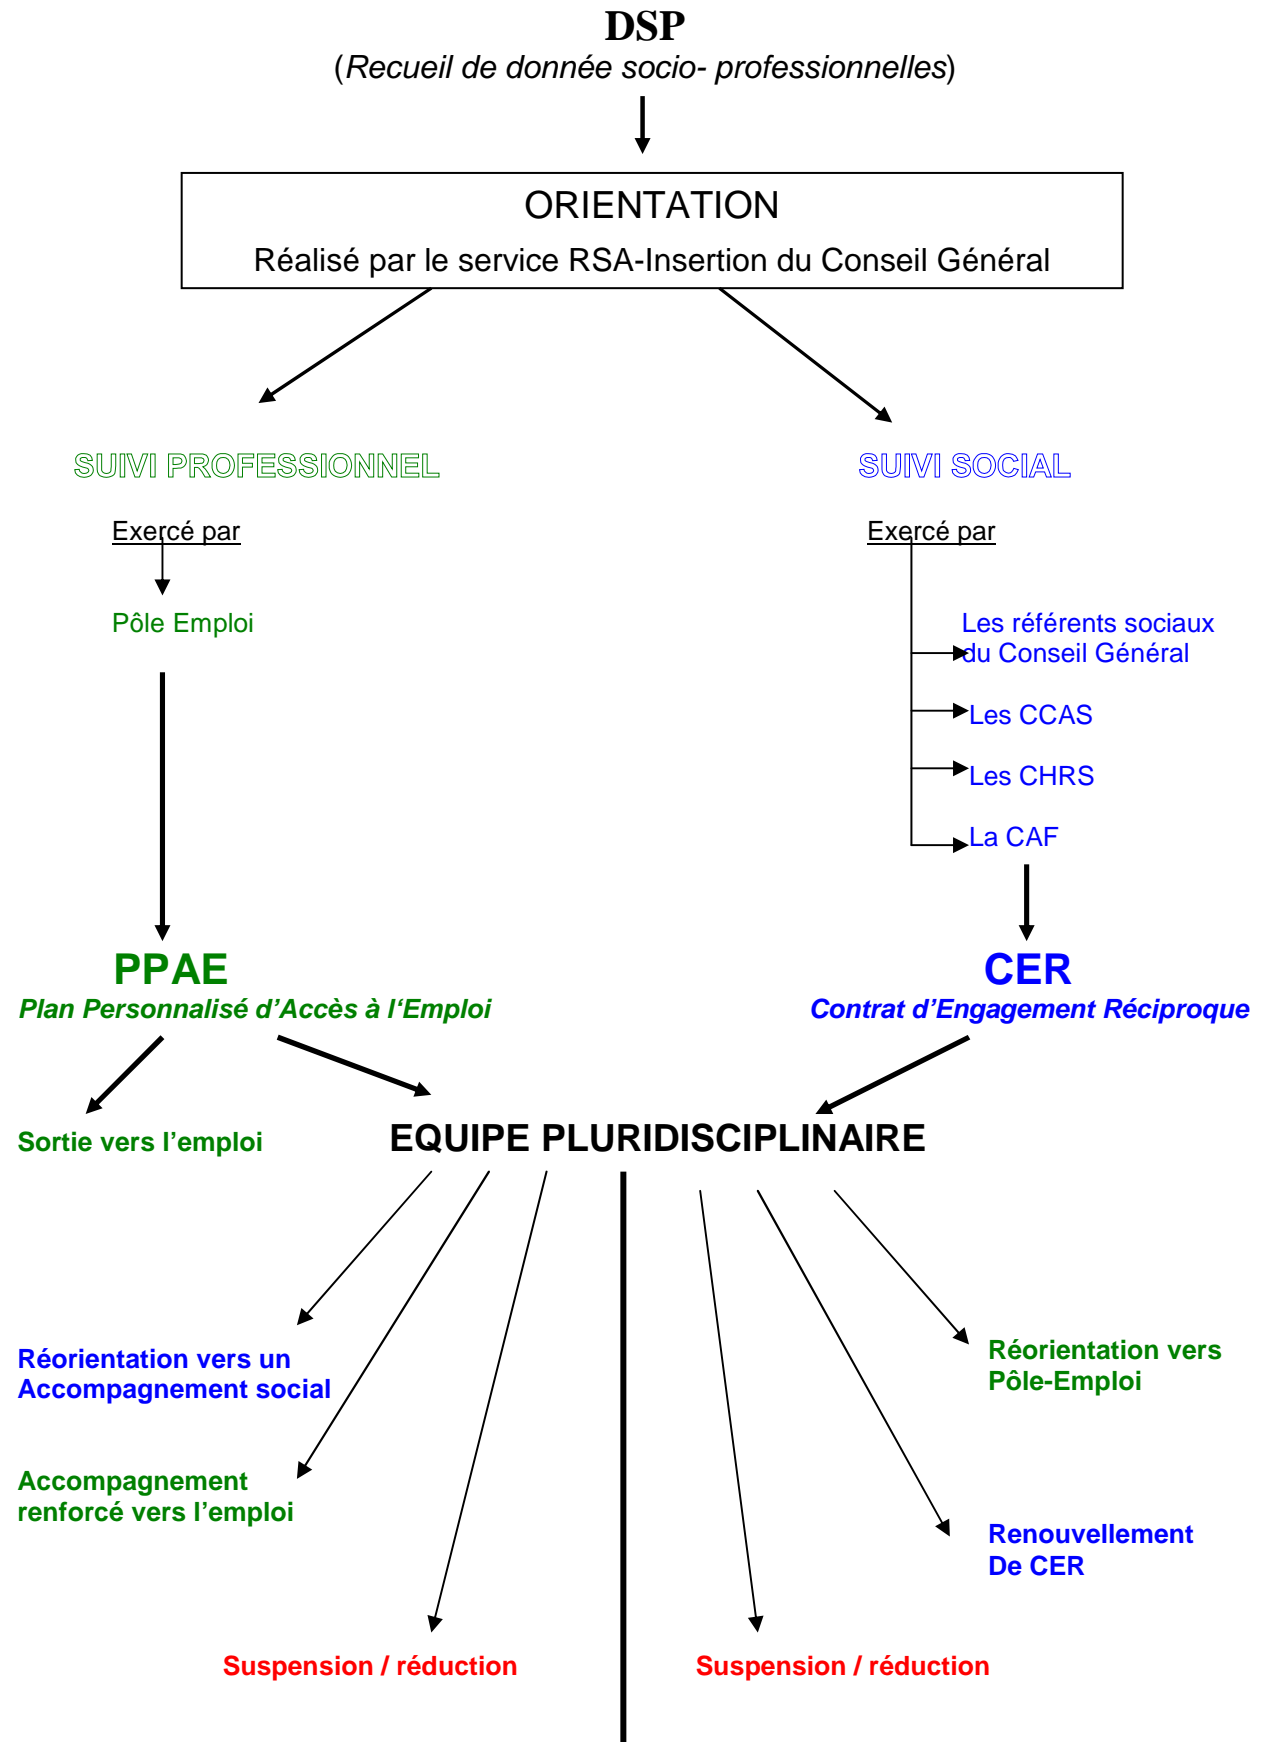 DSP
(Recueil de donnée socio- professionnelles)
ORIENTATION
Réalisé par le service RSA-Insertion du Conseil Général
SUIVI PROFESSIONNEL
Exercé par
Pôle Emploi
SUIVI SOCIAL
Exercé par
Les référents sociaux
du Conseil Général
Les CCAS
Les CHRS
La CAF
PPAE
Plan Personnalisé d’Accès à l‘Emploi
CER
Contrat d’Engagement Réciproque
Sortie vers l’emploi
EQUIPE PLURIDISCIPLINAIRE
Réorientation vers un
Accompagnement social
Accompagnement
renforcé vers l’emploi
Suspension / réduction
Réorientation vers
Pôle-Emploi
Renouvellement
De CER
Suspension / réduction